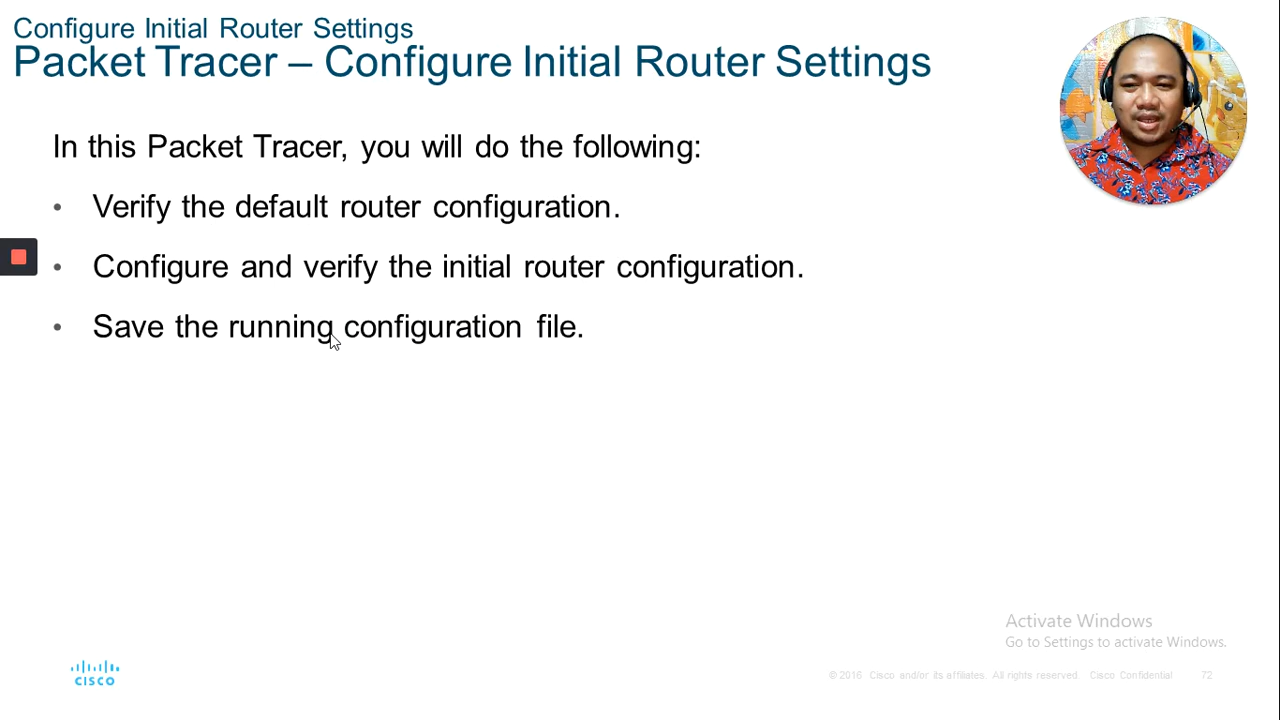 Configure Initial Router Settings
Packet Tracer – Configure Initial Router Settings
In this Packet Tracer, you will do the following:
• Verify the default router configuration.
• Configure and verify the initial router configuration.
• Save the running configuration file.
Activate Windows
Go to Settings to activate Windows.
CISCO
© 2016 Cisco and/or its affiliates. All rights reserved. Cisco Confidential 72